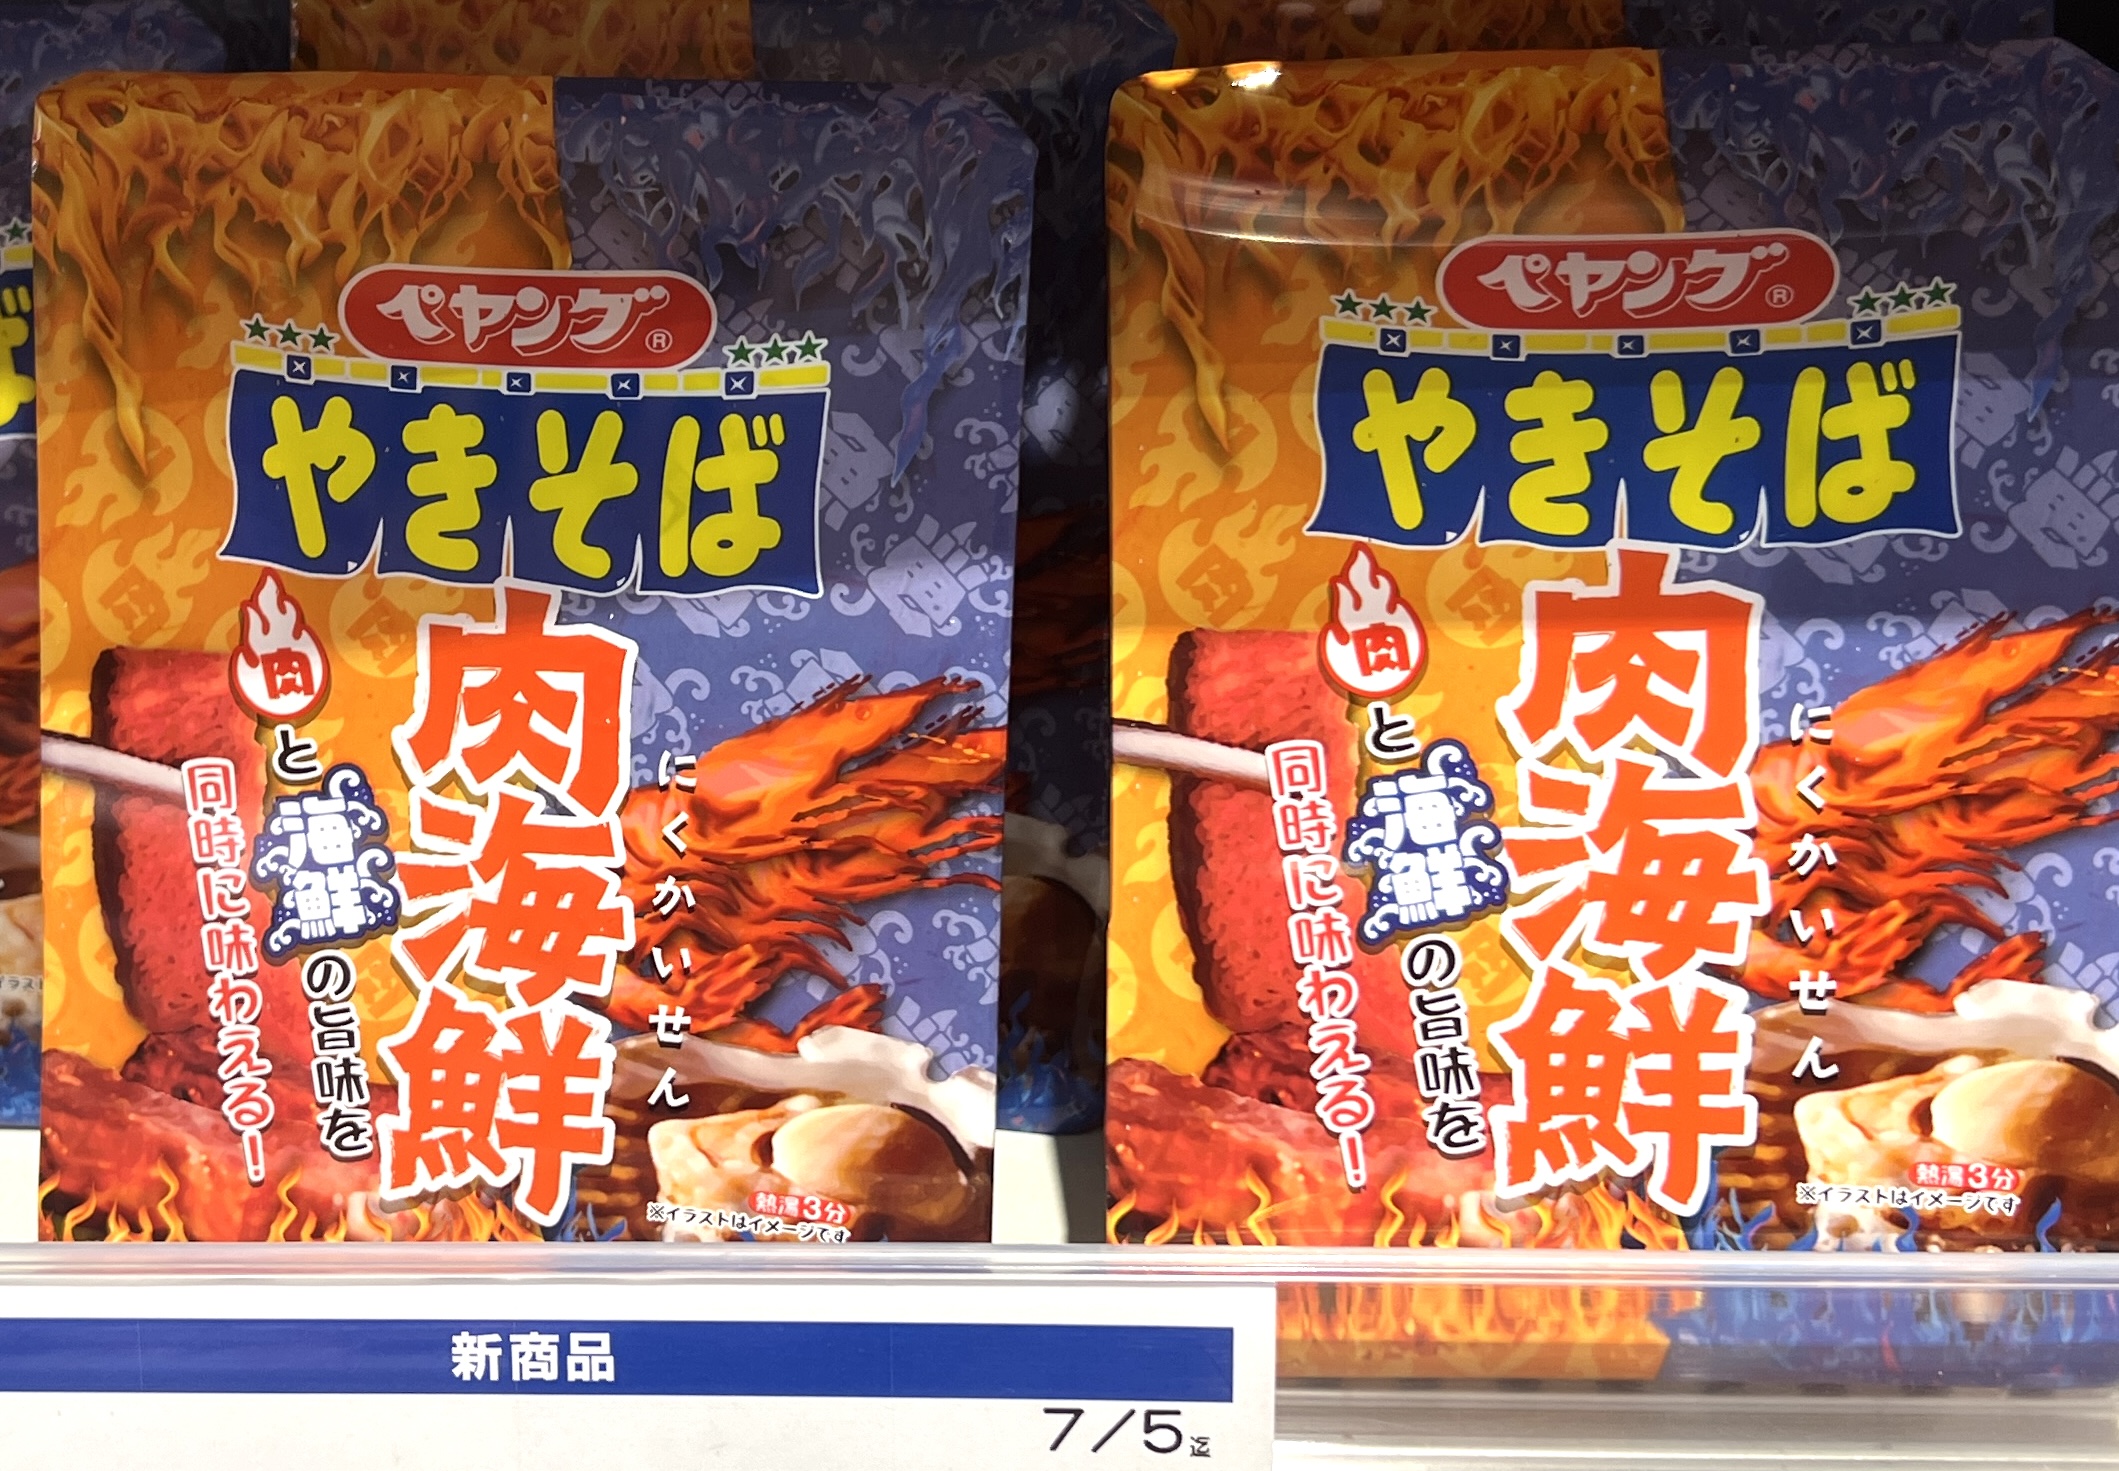 ペヤング®
やきそば
肉海鮮
にくかいせん
肉と海鮮の旨味を
同時に味わえる！
熱湯3分
※イラストはイメージです
ペヤング®
やきそば
肉海鮮
にくかいせん
肉と海鮮の旨味を
同時に味わえる！
熱湯3分
※イラストはイメージです
新商品
7/5迄